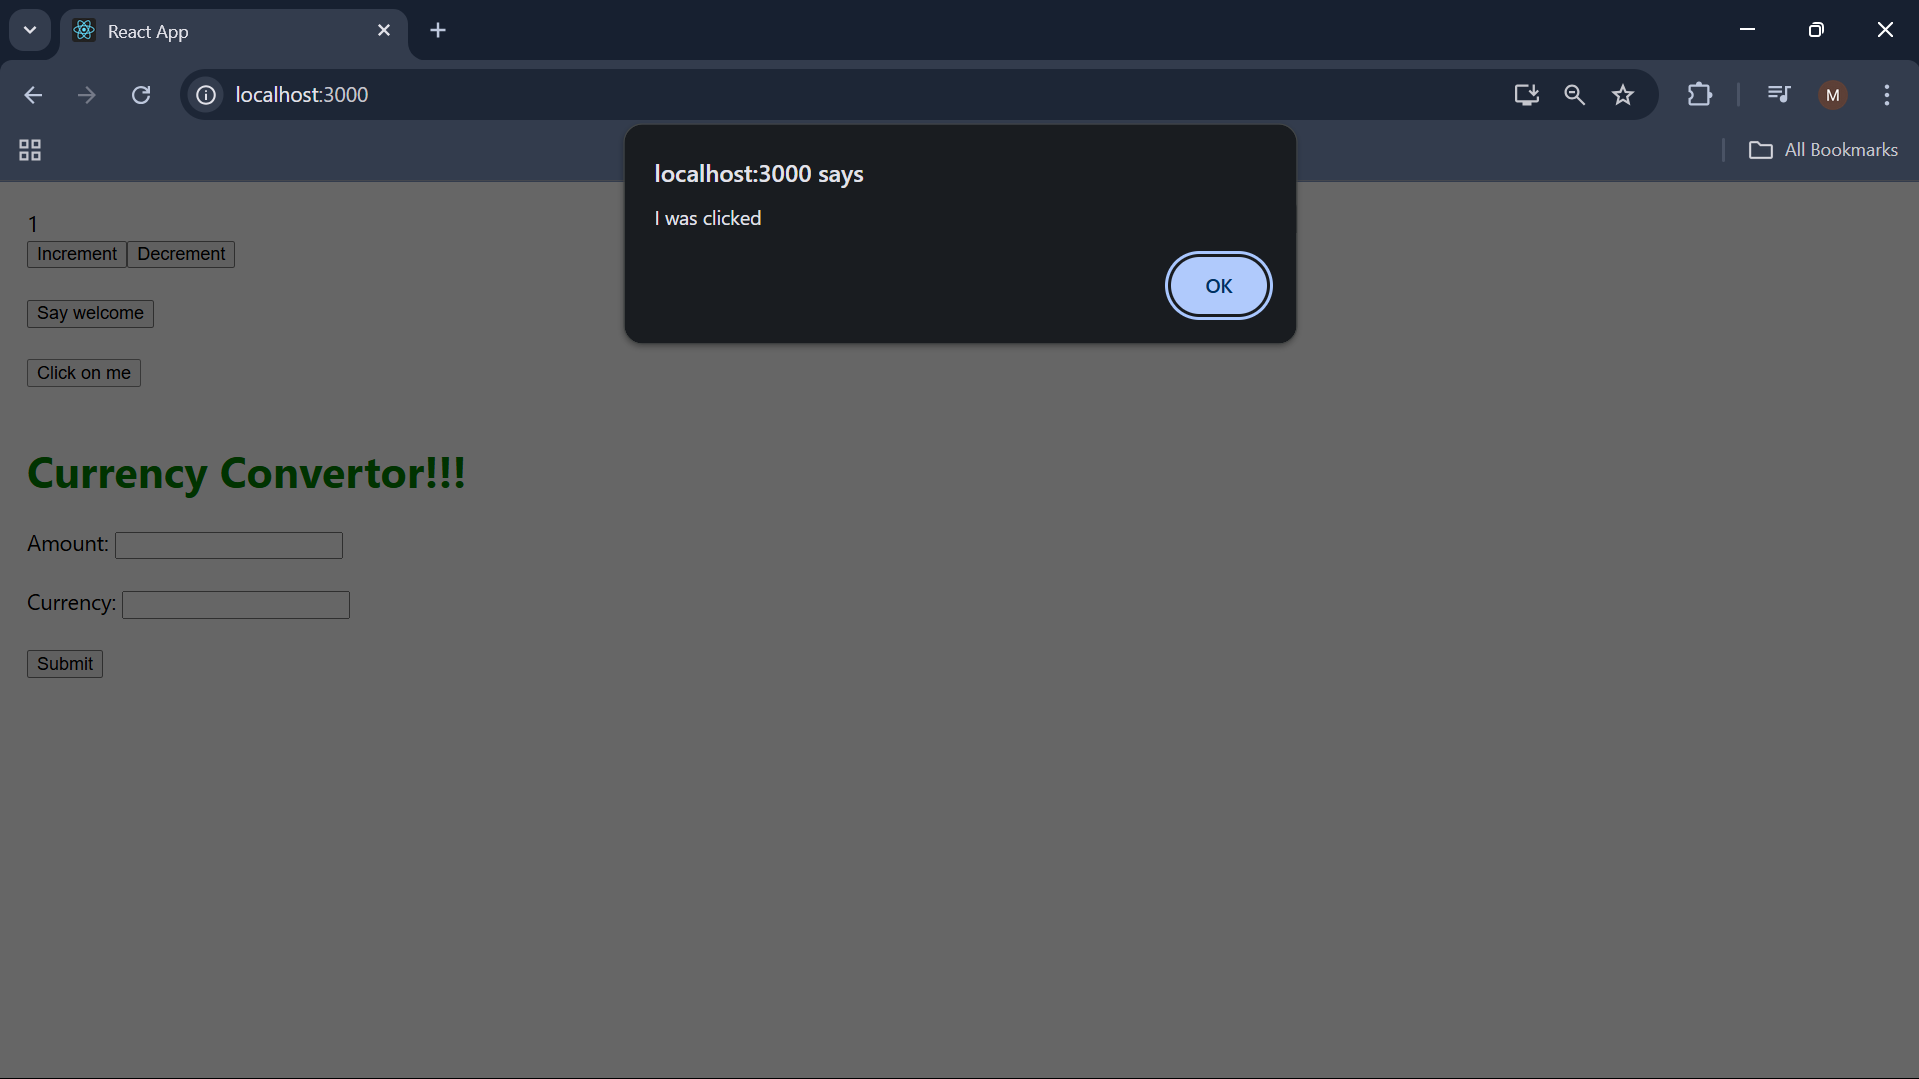 React App
localhost:3000
M
All Bookmarks
localhost:3000 says
I was clicked
OK
1
Increment Decrement
Say welcome
Click on me
Currency Convertor!!!
Amount:
Currency:
Submit